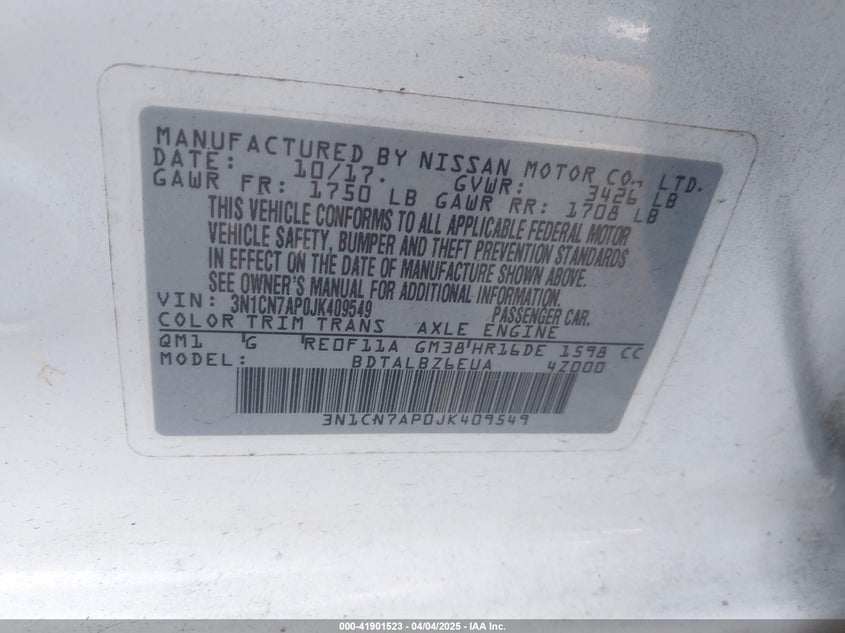 MANUFACTURED BY NISSAN MOTOR CO., LTD.
DATE: 10/17. GVWR: 3426 LB
GAWR FR: 1750 LB GAWR RR: 1708 LB
THIS VEHICLE CONFORMS TO ALL APPLICABLE FEDERAL MOTOR
VEHICLE SAFETY, BUMPER AND THEFT PREVENTION STANDARDS
IN EFFECT ON THE DATE OF MANUFACTURE SHOWN ABOVE.
SEE OWNER'S MANUAL FOR ADDITIONAL INFORMATION.
VIN: 3N1CN7AP0JK409549 PASSENGER CAR.
COLOR TRIM TRANS AXLE ENGINE
QM1 G RE0F11A GM38 HR16DE 1598 CC
MODEL: BDTALBZ6EUA 4Z000
3N1CN7AP0JK409549
000-41901523 - 04/04/2025 - IAA Inc.